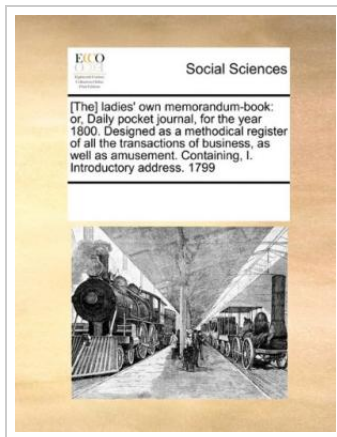 ECCO
Social Sciences
[The] ladies' own memorandum-book:
or, Daily pocket journal, for the year
1800. Designed as a methodical register
of all the transactions of business, as
well as amusement. Containing, I.
Introductory address. 1799